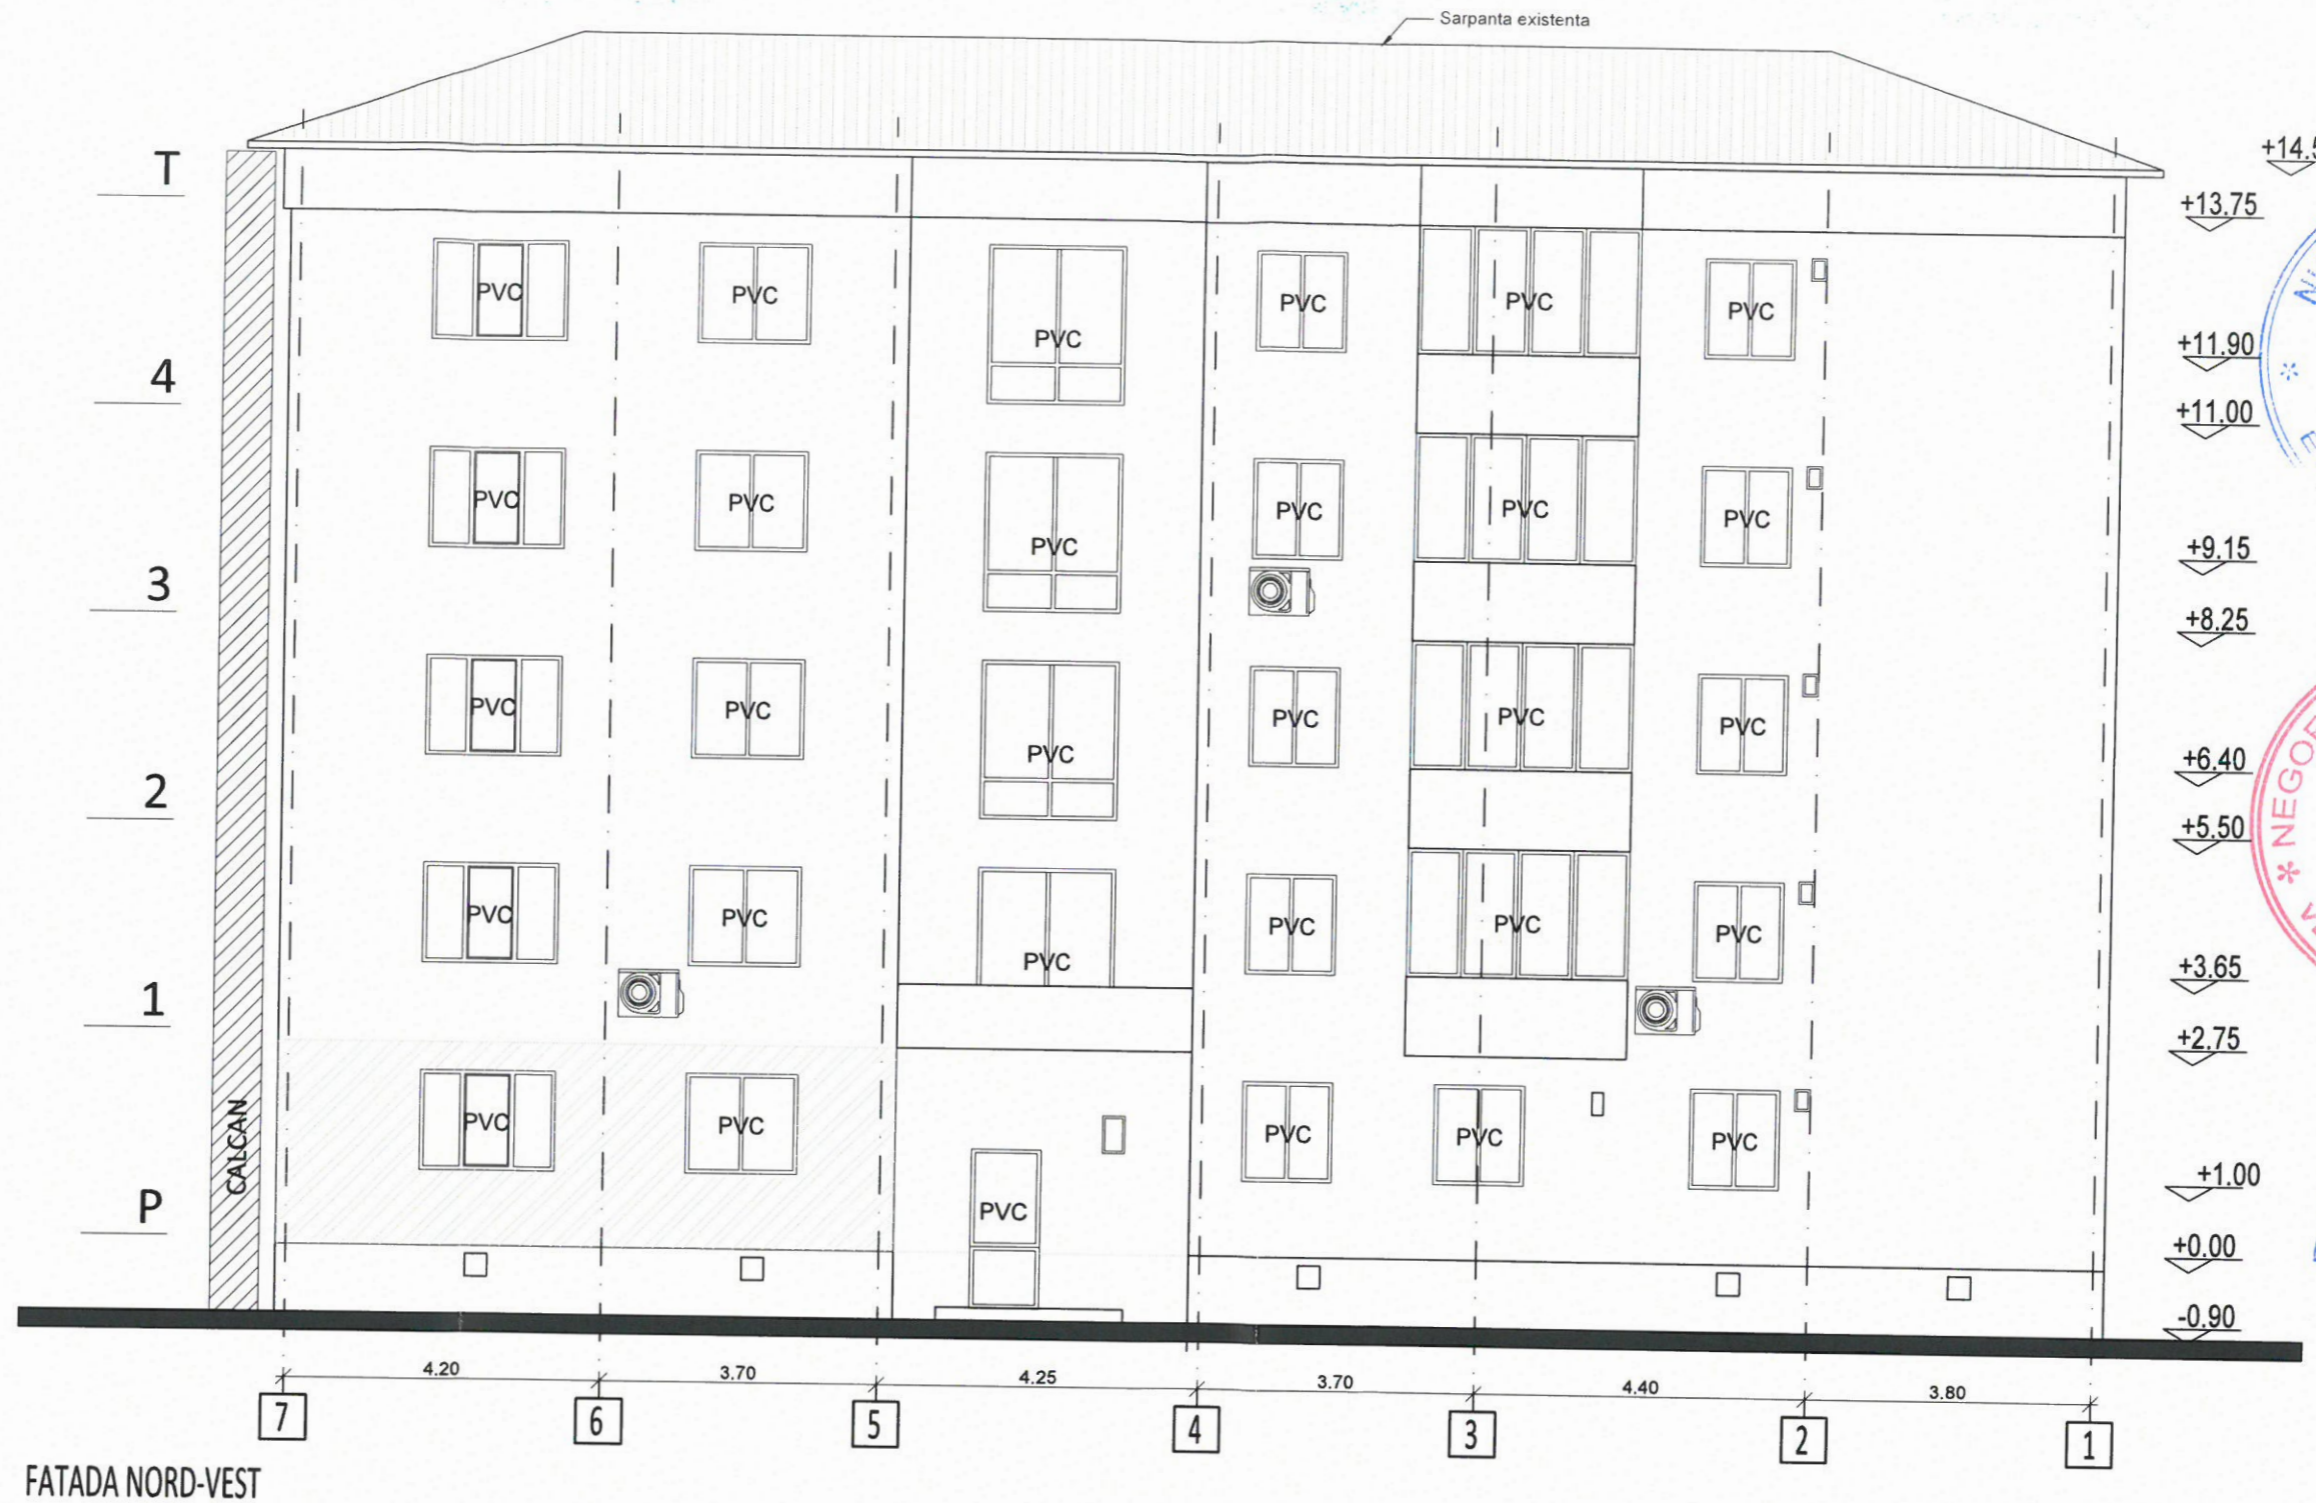 Sarpanta existente
T
+14.5
+13.75
PVC PVC PVC PVC PVC PVC
+11.90
4
+11.00
PVC PVC PVC PVC PVC PVC
+9.15
3
+8.25
PVC PVC PVC PVC PVC PVC
+6.40
2
+5.50
NEGO
PVC PVC PVC PVC PVC PVC
+3.65
1
+2.75
CALCAN
PVC PVC PVC PVC PVC
P
PVC
+1.00
+0.00
-0.90
4.20 3.70 4.25 3.70 4.40 3.80
7 6 5 4 3 2 1
FATADA NORD-VEST